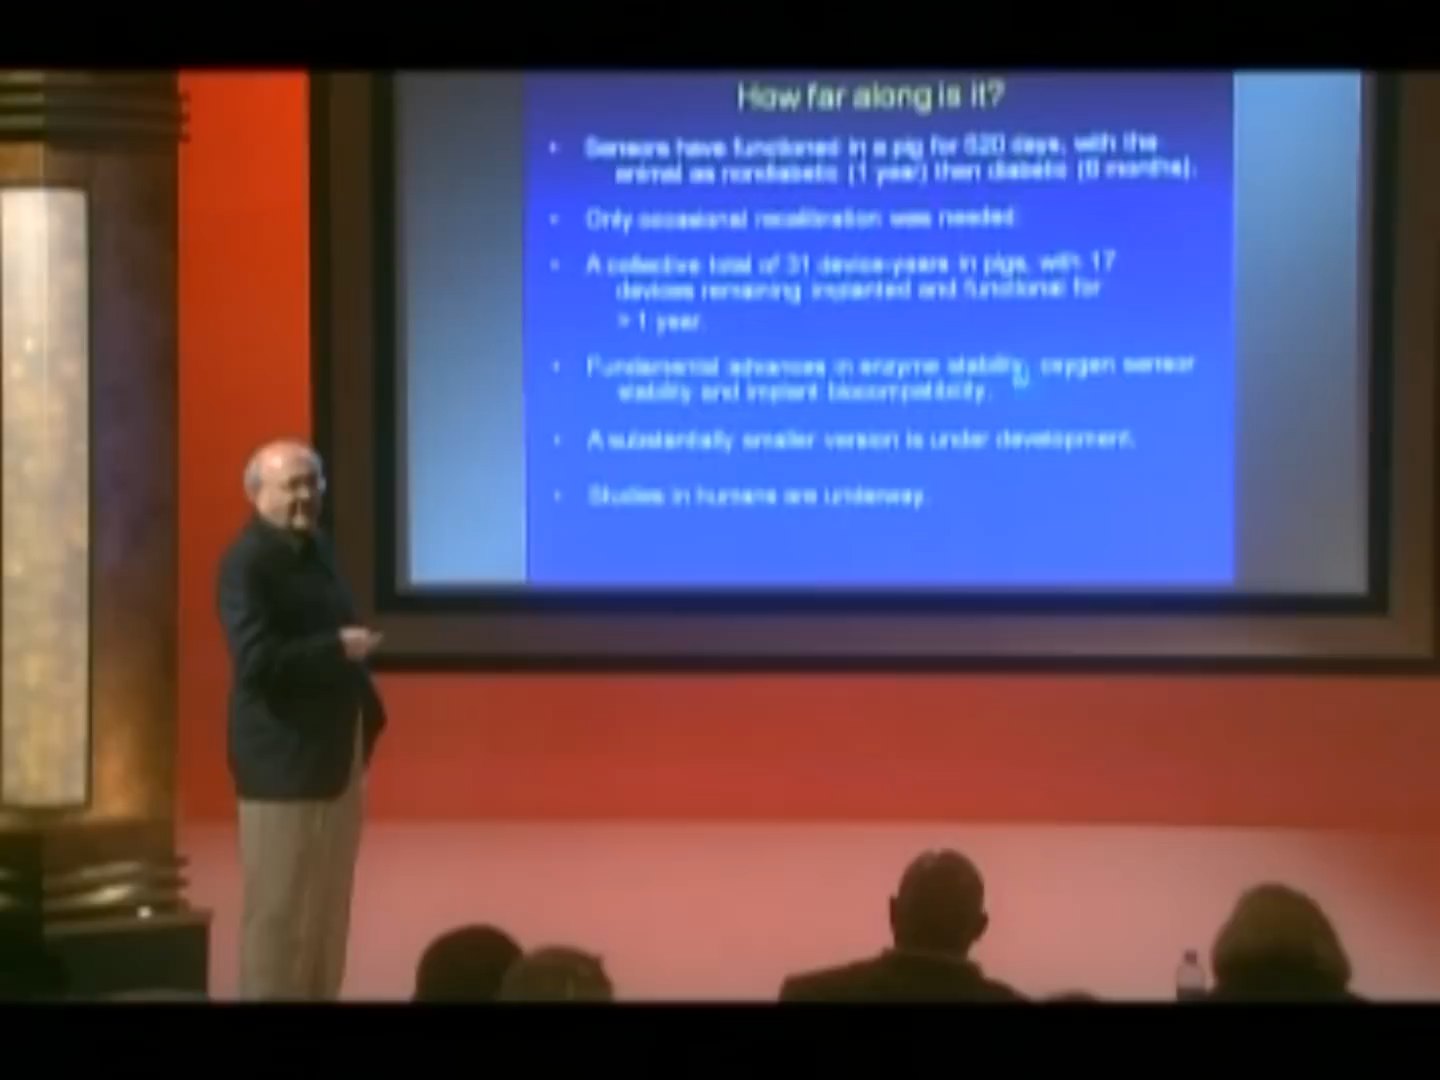 How far along is it?
• Sensors have functioned in a pig for 520 days, with the
animal as nondiabetic (1 year) then diabetic (6 months).
• Only occasional recalibration was needed.
• A collective total of 31 device-years in pigs, with 17
devices remaining implanted and functional for
> 1 year.
• Fundamental advances in enzyme stability, oxygen sensor
stability and implant biocompatibility.
• A substantially smaller version is under development.
• Studies in humans are underway.